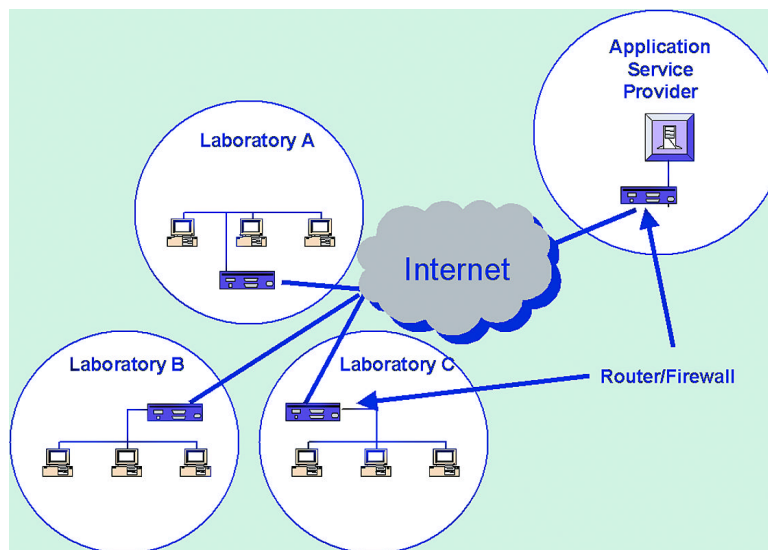 Application
Service
Provider
Laboratory A
Internet
Laboratory B
Laboratory C
Router/Firewall